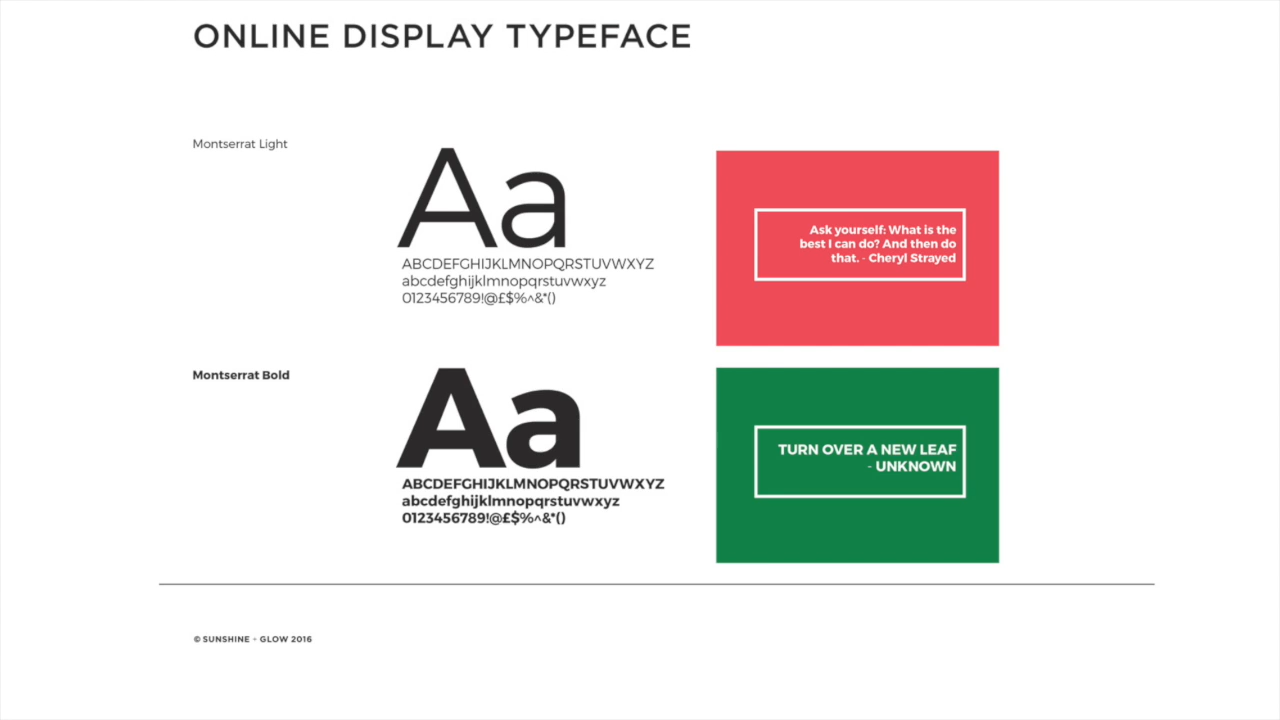 ONLINE DISPLAY TYPEFACE
Montserrat Light
Aa
ABCDEFGHIJKLMNOPQRSTUVWXYZ
abcdefghijklmnopqrstuvwxyz
0123456789!@£$%^&*()
Ask yourself: What is the
best I can do? And then do
that. - Cheryl Strayed
Montserrat Bold
Aa
ABCDEFGHIJKLMNOPQRSTUVWXYZ
abcdefghijklmnopqrstuvwxyz
0123456789!@£$%^&*()
TURN OVER A NEW LEAF
- UNKNOWN
© SUNSHINE + GLOW 2016